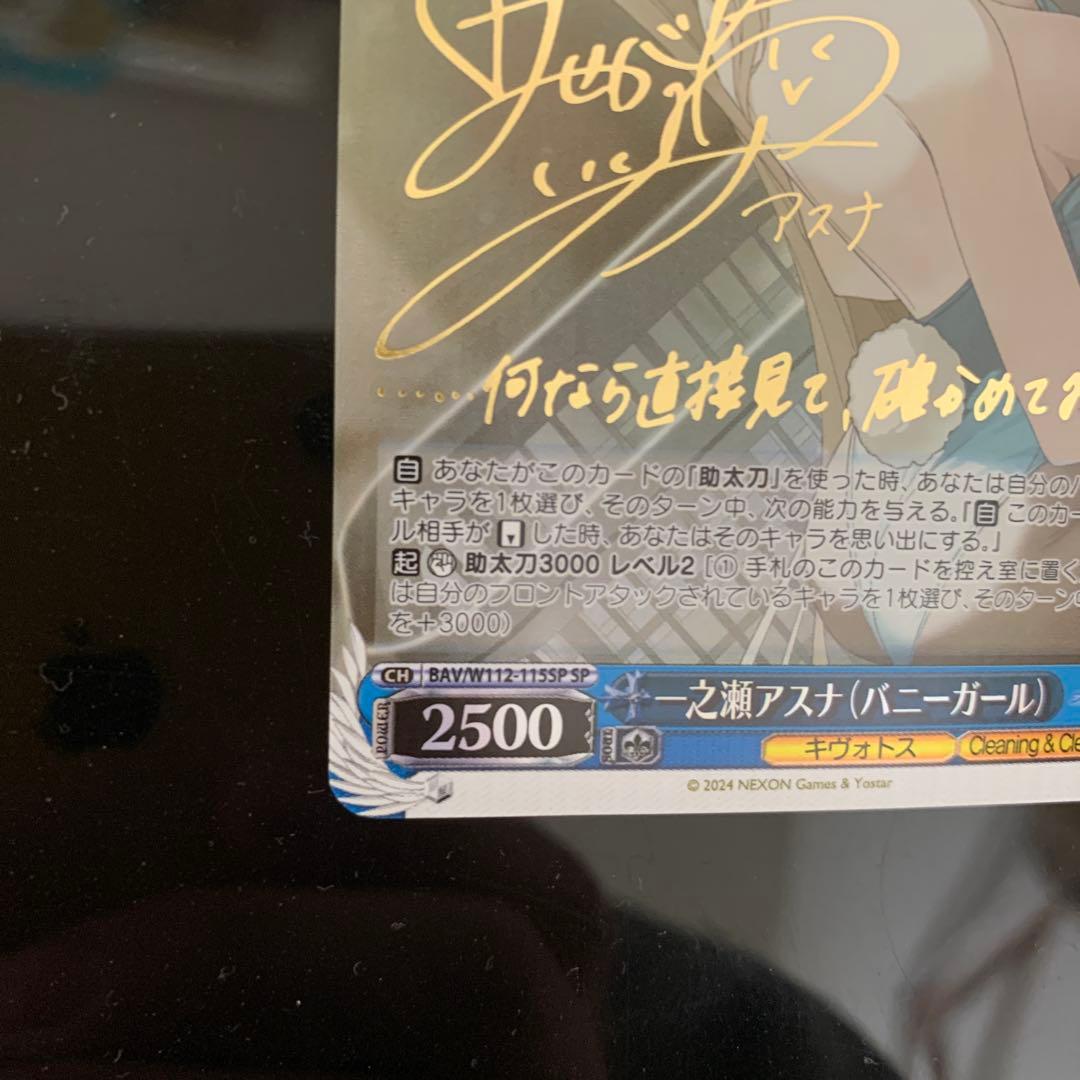 アスナ
……何なら直接見て、確かめて
自 あなたがこのカードの「助太刀」を使った時、あなたは自分の
キャラを1枚選び、そのターン中、次の能力を与える。「自 このカー
ル相手が した時、あなたはそのキャラを思い出にする。」
起 助太刀3000 レベル2 [① 手札のこのカードを控え室に置く
は自分のフロントアタックされているキャラを1枚選び、そのターン
を+3000)
CH BAV/W112-115SP SP
一之瀬アスナ(バニーガール)
POWER 2500
キヴォトス Cleaning & Cle
© 2024 NEXON Games & Yostar